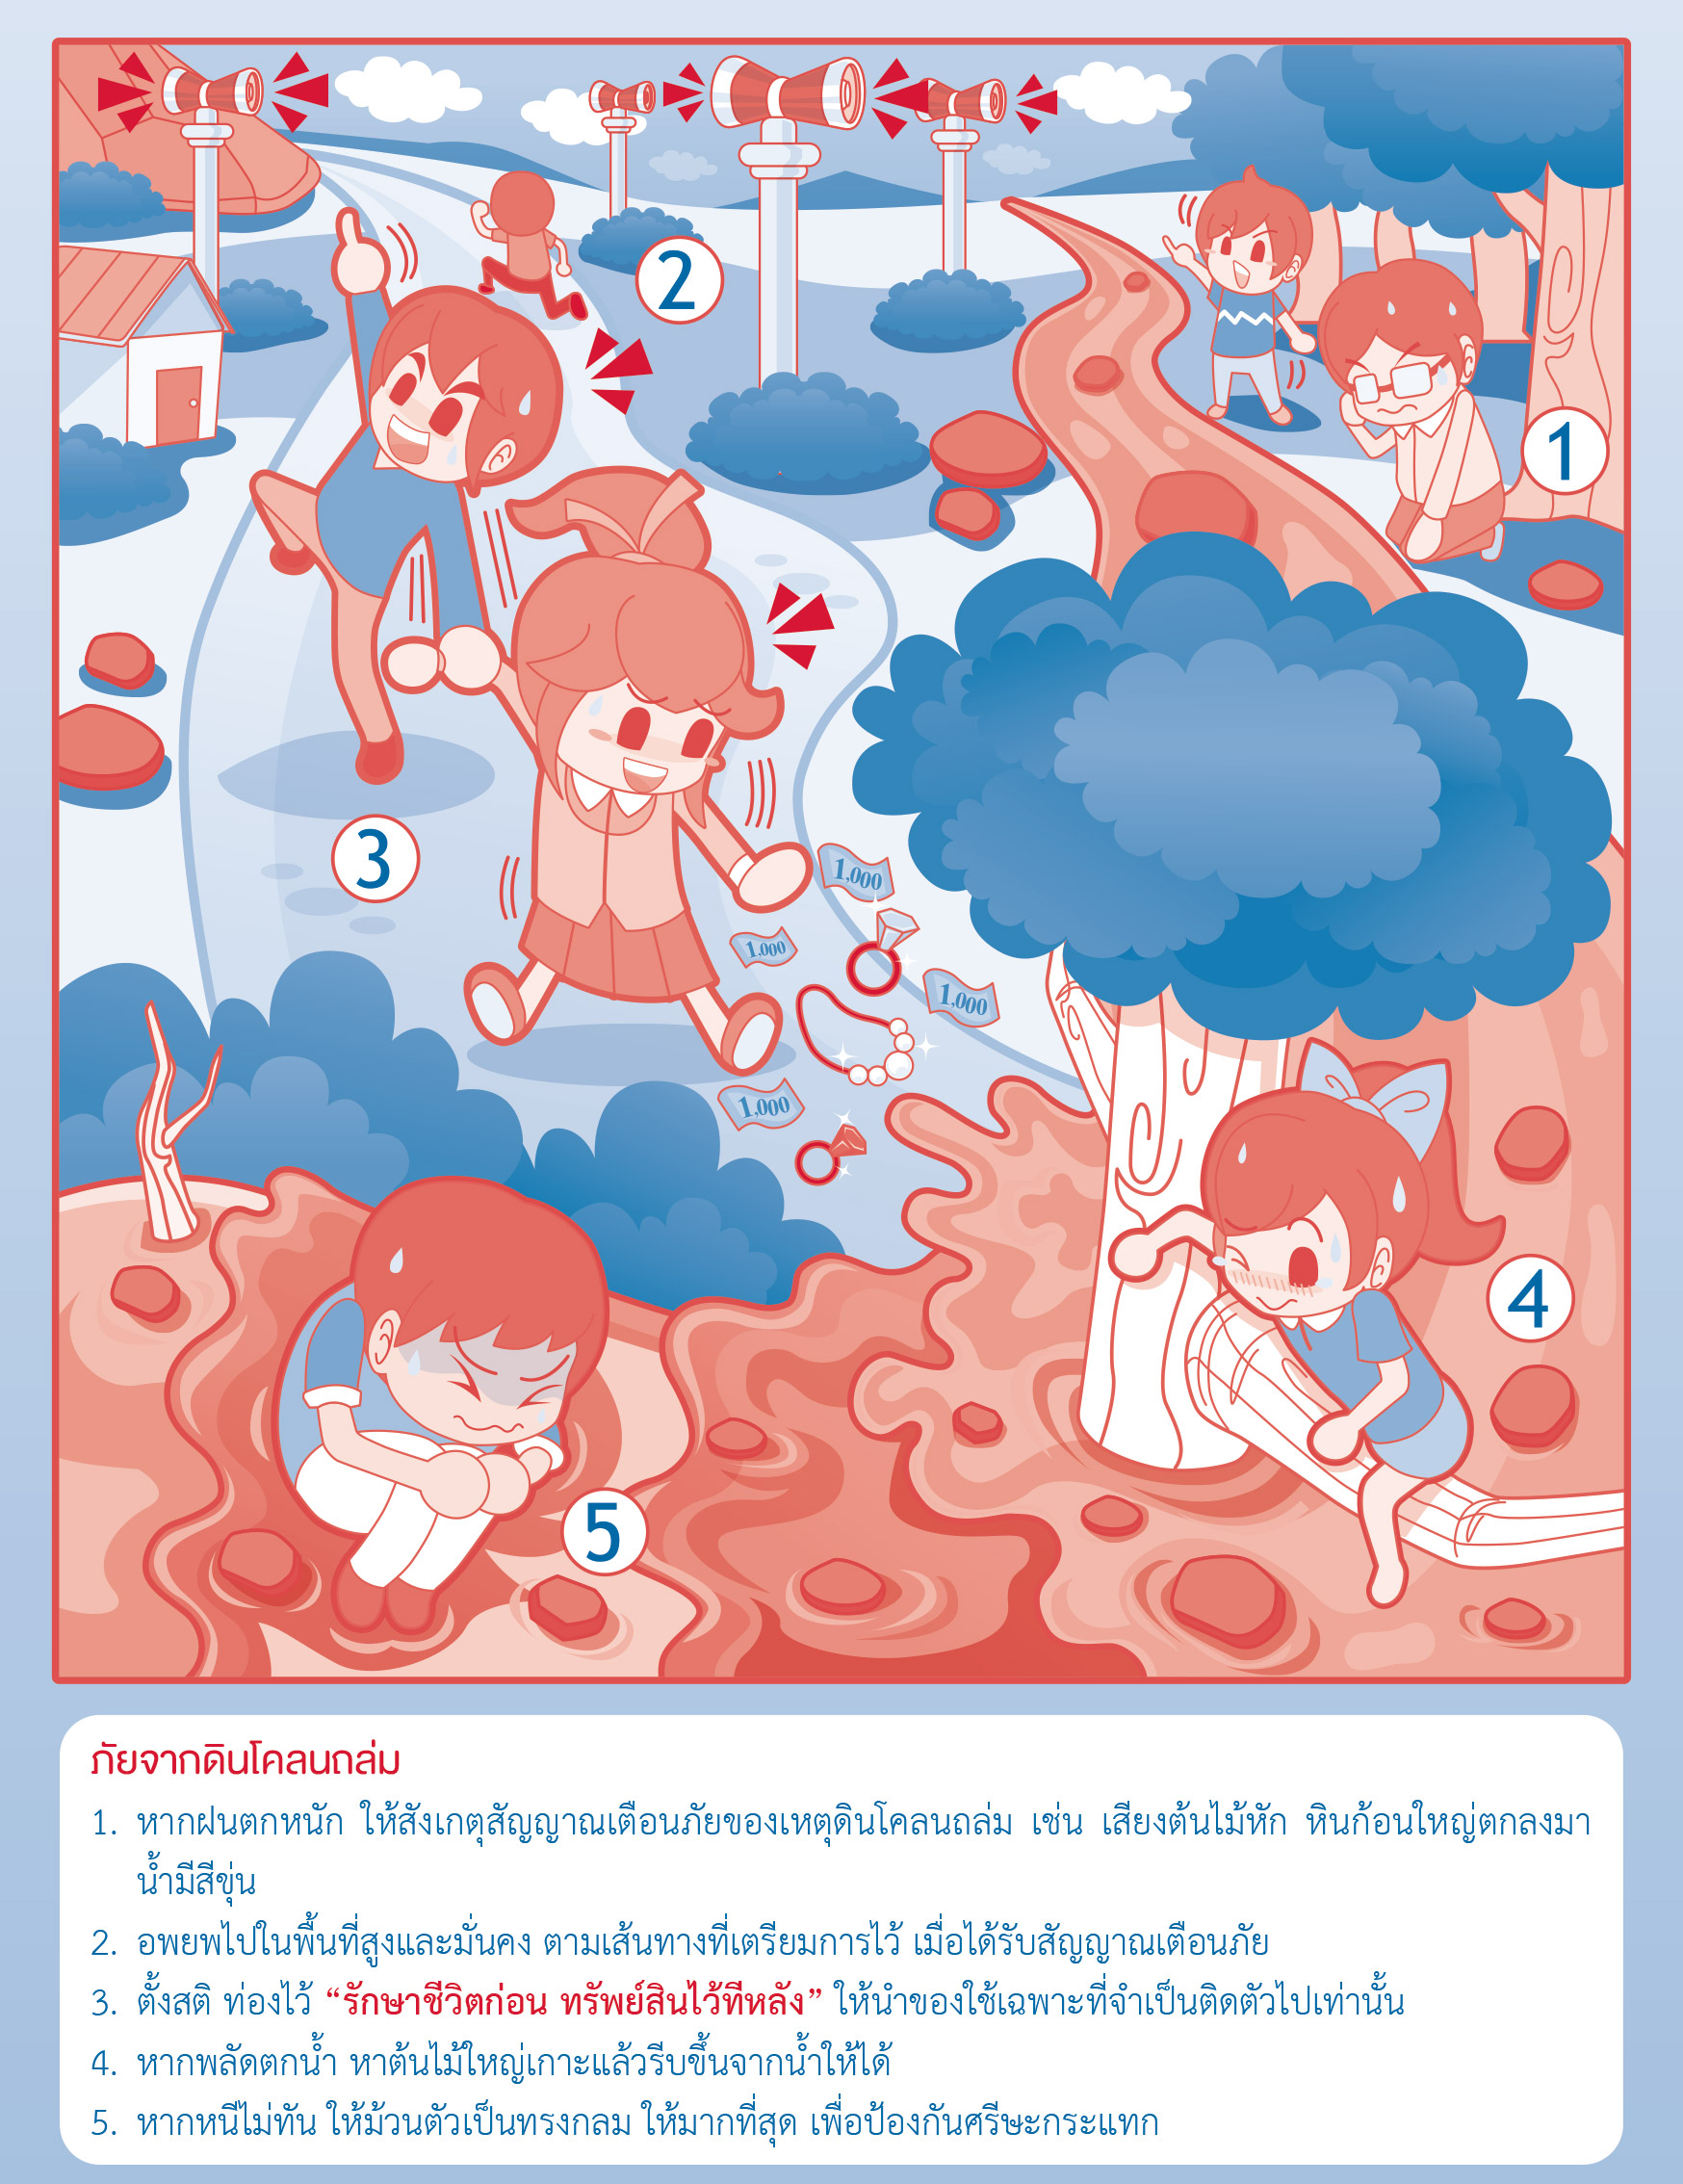 2
1
3
1,000
1,000
1,000
1,000
4
5
ภัยจากดินโคลนถล่ม
1. หากฝนตกหนัก ให้สังเกตุสัญญาณเตือนภัยของเหตุดินโคลนถล่ม เช่น เสียงต้นไม้หัก หินก้อนใหญ่ตกลงมา
น้ำมีสีขุ่น
2. อพยพไปในพื้นที่สูงและมั่นคง ตามเส้นทางที่เตรียมการไว้ เมื่อได้รับสัญญาณเตือนภัย
3. ตั้งสติ ท่องไว้ “รักษาชีวิตก่อน ทรัพย์สินไว้ทีหลัง” ให้นำของใช้เฉพาะที่จำเป็นติดตัวไปเท่านั้น
4. หากพลัดตกน้ำ หาต้นไม้ใหญ่เกาะแล้วรีบขึ้นจากน้ำให้ได้
5. หากหนีไม่ทัน ให้ม้วนตัวเป็นทรงกลม ให้มากที่สุด เพื่อป้องกันศรีษะกระแทก